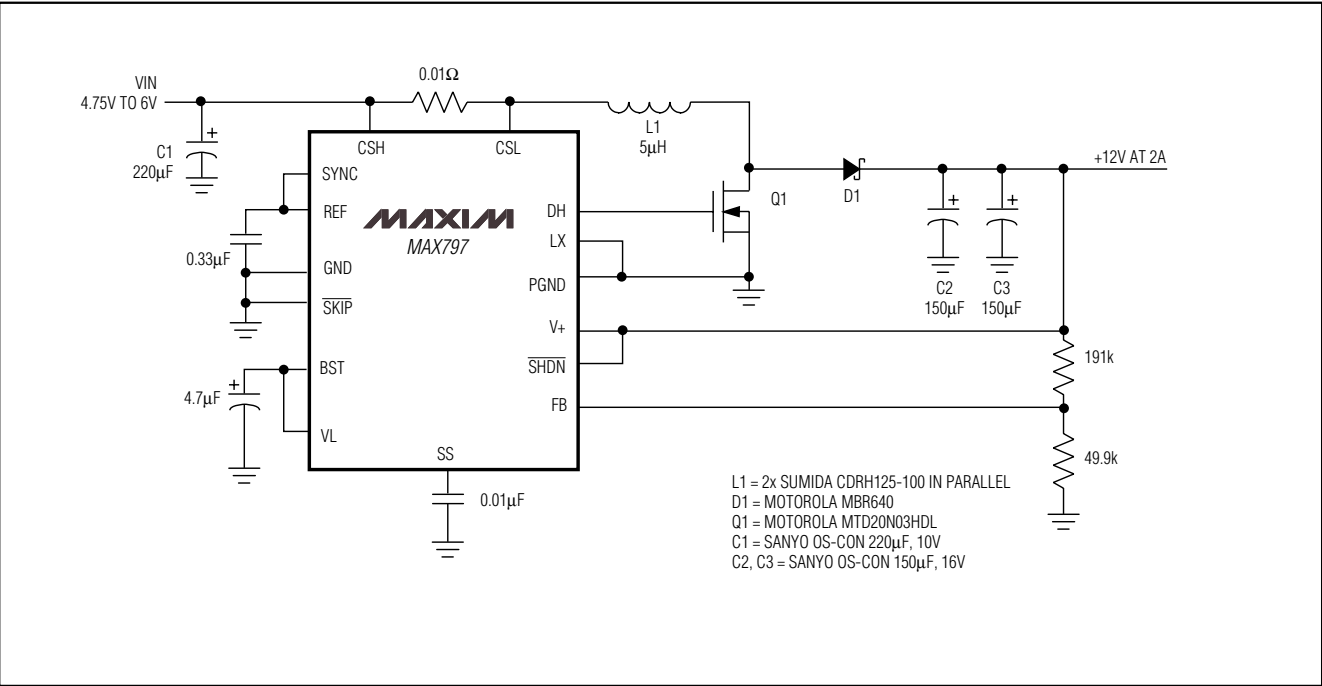 VIN
4.75V TO 6V
0.01Ω
L1
5μH
+12V AT 2A
C1
220μF
+
CSH
CSL
SYNC
REF
MAXIM
MAX797
DH
LX
PGND
Q1
D1
+
+
0.33μF
GND
SKIP
C2
150μF
C3
150μF
V+
SHDN
191k
BST
4.7μF
+
FB
VL
SS
49.9k
0.01μF
L1 = 2x SUMIDA CDRH125-100 IN PARALLEL
D1 = MOTOROLA MBR640
Q1 = MOTOROLA MTD20N03HDL
C1 = SANYO OS-CON 220μF, 10V
C2, C3 = SANYO OS-CON 150μF, 16V